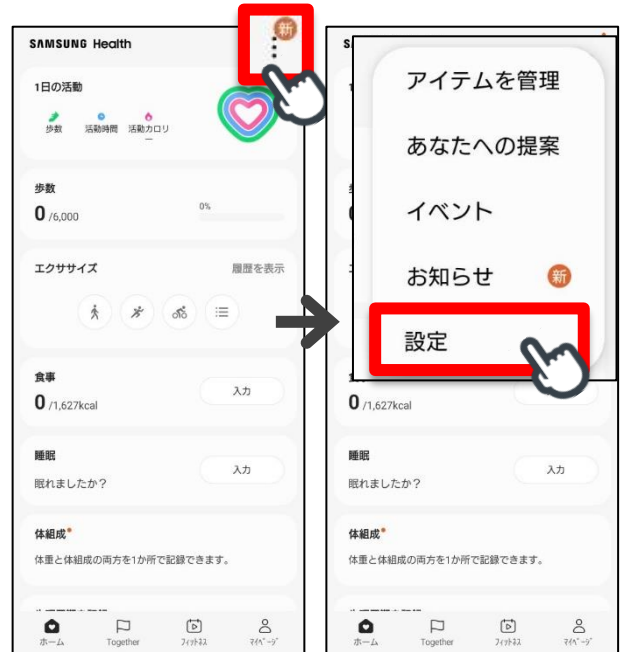 SAMSUNG Health
新
1日の活動
歩数
活動時間
活動カロリ
ー
歩数
0 /6,000
0%
エクササイズ
履歴を表示
食事
0 /1,627kcal
入力
睡眠
眠れましたか？
入力
体組成
体重と体組成の両方を1か所で記録できます。
ホーム
Together
フィットネス
マイページ
アイテムを管理
あなたへの提案
イベント
お知らせ
新
設定
0 /1,627kcal
睡眠
眠れましたか？
入力
体組成
体重と体組成の両方を1か所で記録できます。
ホーム
Together
フィットネス
マイページ